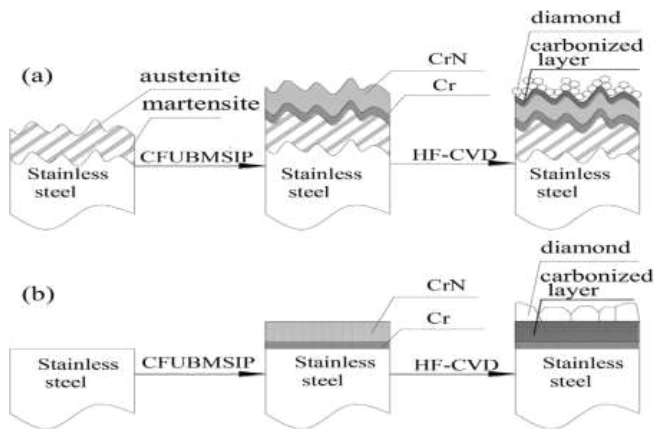 (a)
austenite
martensite
Stainless
steel
CFUBMSIP
CrN
Cr
Stainless
steel
HF-CVD
diamond
carbonized
layer
Stainless
steel
(b)
Stainless
steel
CFUBMSIP
CrN
Cr
Stainless
steel
HF-CVD
diamond
carbonized
layer
Stainless
steel